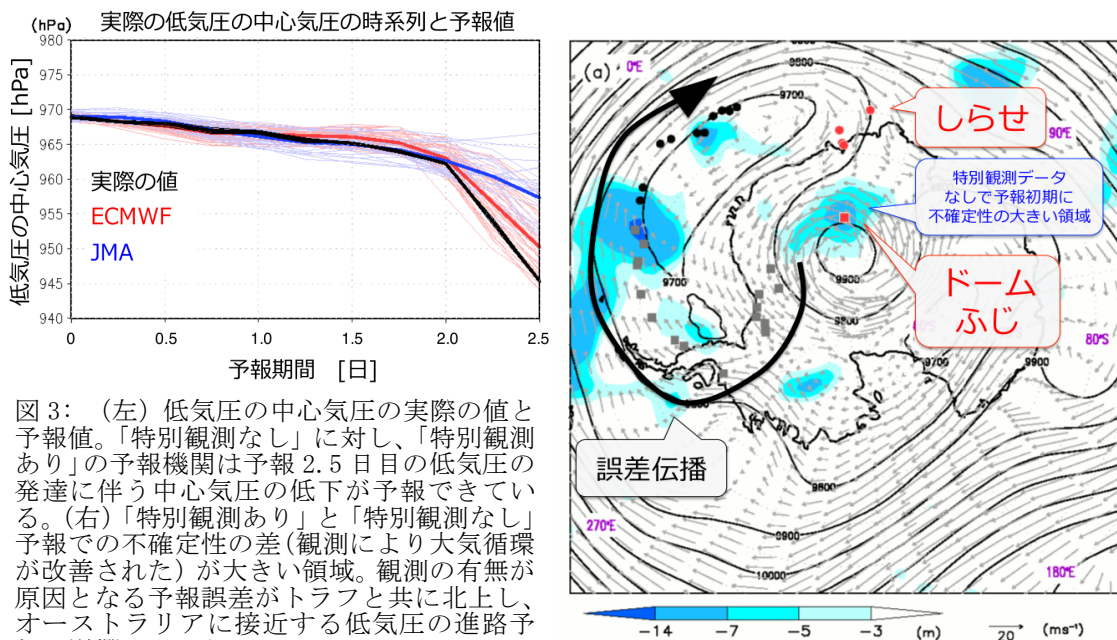 (hPa) 実際の低気圧の中心気圧の時系列と予報値
980
975
970
965
960
955
950
945
940
低気圧の中心気圧 [hPa]
実際の値
ECMWF
JMA
0 0.5 1.0 1.5 2.0 2.5
予報期間 [日]
図 3: (左) 低気圧の中心気圧の実際の値と
予報値。「特別観測なし」に対し、「特別観測
あり」の予報機関は予報 2.5 日目の低気圧の
発達に伴う中心気圧の低下が予報できてい
る。(右)「特別観測あり」と「特別観測なし」
予報での不確定性の差(観測により大気循環
が改善された) が大きい領域。観測の有無が
原因となる予報誤差がトラフと共に北上し、
オーストラリアに接近する低気圧の進路予
(a)
0°E
9800
9700
しらせ
90°E
特別観測データ
なしで予報初期に
不確定性の大きい領域
9700
9900
ドーム
ふじ
9800
80°S
9700
9900
誤差伝播
9800
270°E
9900
10000
180°E
-14 -7 -5 -3 (m) 20 (ms⁻¹)